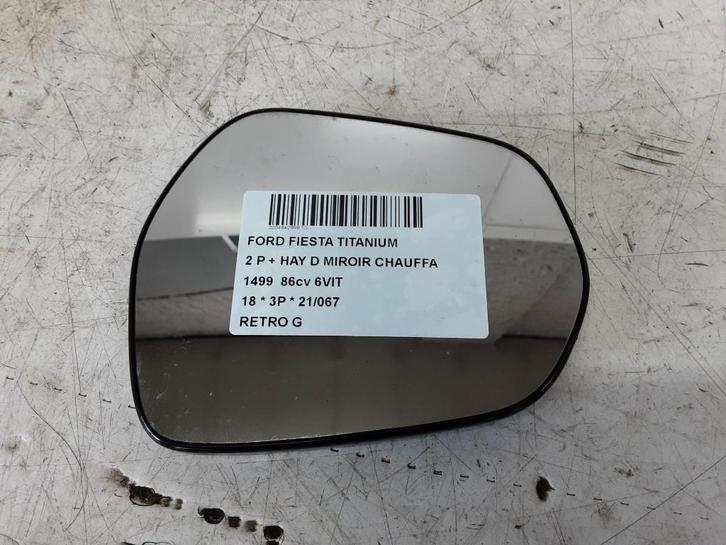 FORD FIESTA TITANIUM
2 P + HAY D MIROIR CHAUFFA
1499 86cv 6VIT
18 * 3P * 21/067
RETRO G